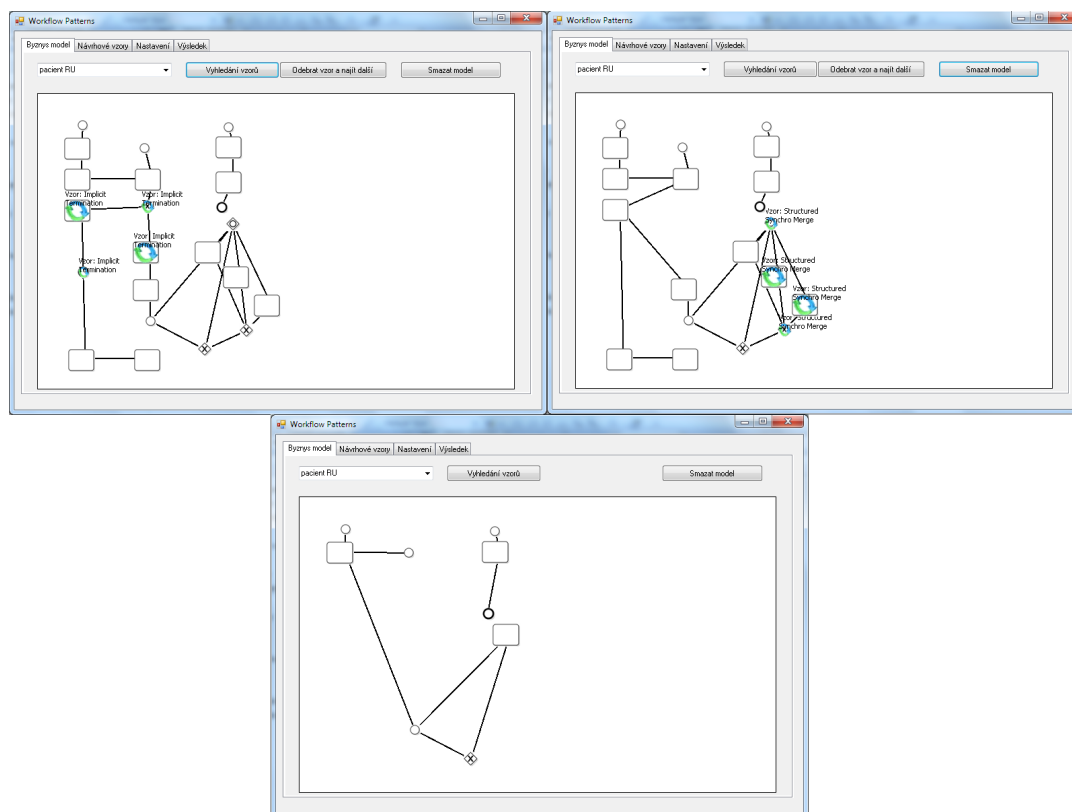 Workflow Patterns
Byznys model Návrhové vzory Nastavení Výsledek
pacient RU Vyhledání vzorů Odebrat vzor a najít další Smazat model
Vzor: Implicit
Termination
Vzor: Implicit
Termination
Vzor: Implicit
Termination
Vzor: Implicit
Termination
Workflow Patterns
Byznys model Návrhové vzory Nastavení Výsledek
pacient RU Vyhledání vzorů Odebrat vzor a najít další Smazat model
Vzor: Structured
Synchro Merge
Vzor: Structured
Synchro Merge
Vzor: Structured
Synchro Merge
Vzor: Structured
Synchro Merge
Workflow Patterns
Byznys model Návrhové vzory Nastavení Výsledek
pacient RU Vyhledání vzorů Smazat model